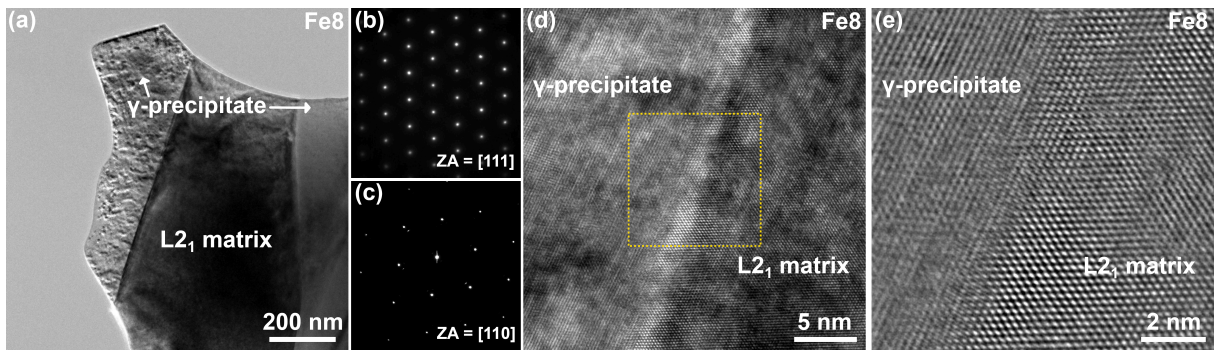 (a)
Fe8
γ-precipitate
L2₁ matrix
200 nm
(b)
ZA = [111]
(c)
ZA = [110]
(d)
Fe8
γ-precipitate
L2₁ matrix
5 nm
(e)
Fe8
γ-precipitate
L2₁ matrix
2 nm